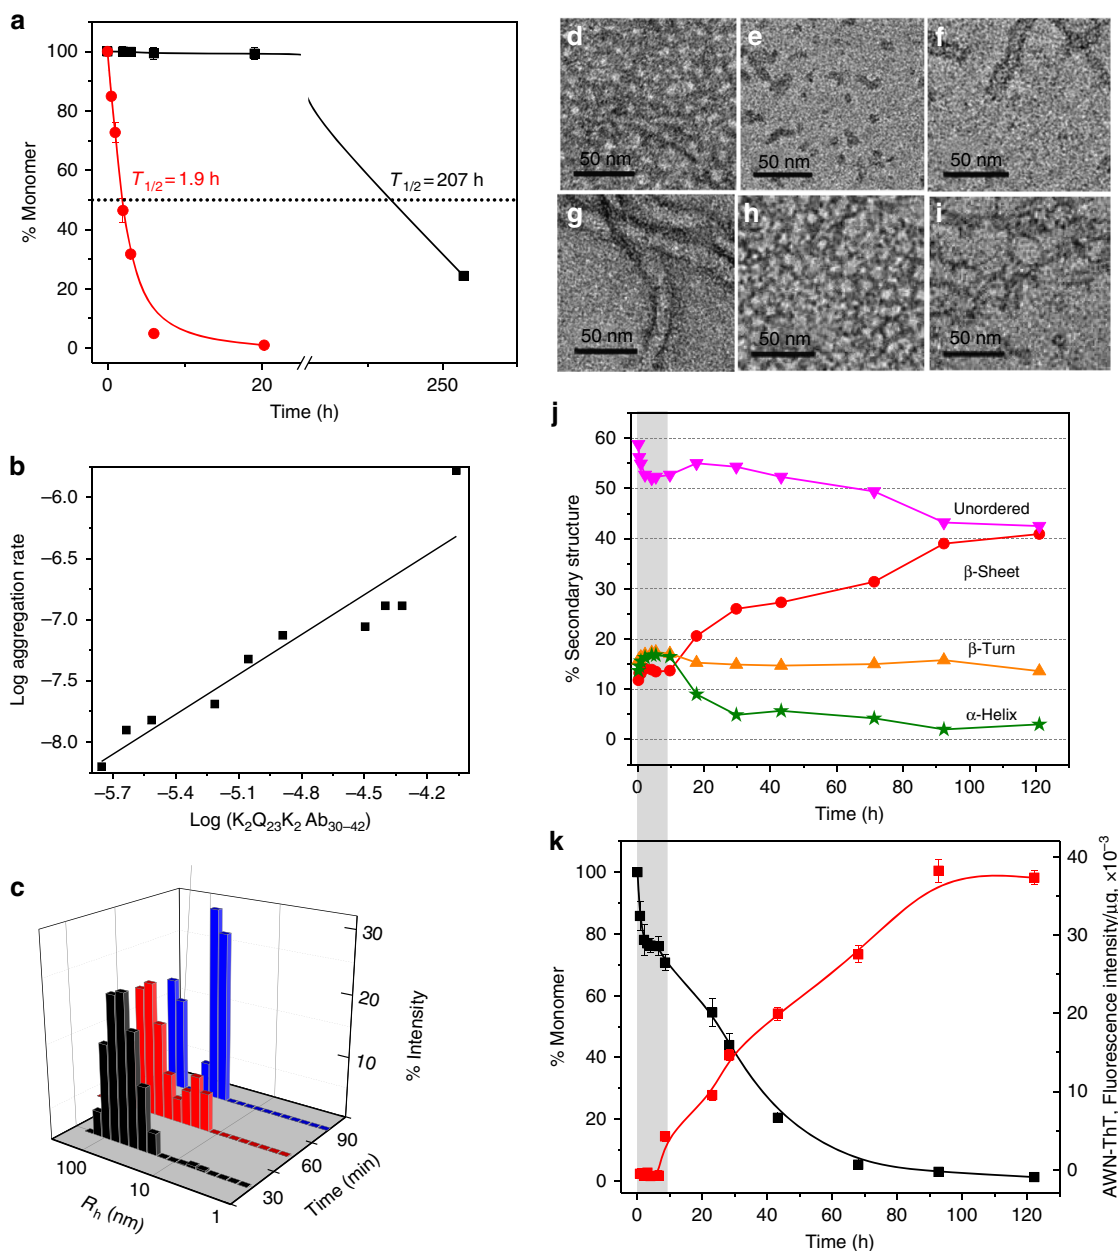 a
100
80
60
40
20
0
% Monomer
T1/2 = 1.9 h
T1/2 = 207 h
0
20
250
Time (h)
b
–6.0
–6.5
–7.0
–7.5
–8.0
Log aggregation rate
–5.7
–5.4
–5.1
–4.8
–4.5
–4.2
Log (K2Q23K2 Ab30–42)
c
30
20
10
% Intensity
100
10
1
Rh (nm)
30
60
90
Time (min)
d
50 nm
e
50 nm
f
50 nm
g
50 nm
h
50 nm
i
50 nm
j
60
50
40
30
20
10
0
% Secondary structure
Unordered
β-Sheet
β-Turn
α-Helix
0
20
40
60
80
100
120
Time (h)
k
100
80
60
40
20
0
% Monomer
40
30
20
10
0
AWN-ThT, Fluorescence intensity/μg, ×10⁻³
0
20
40
60
80
100
120
Time (h)